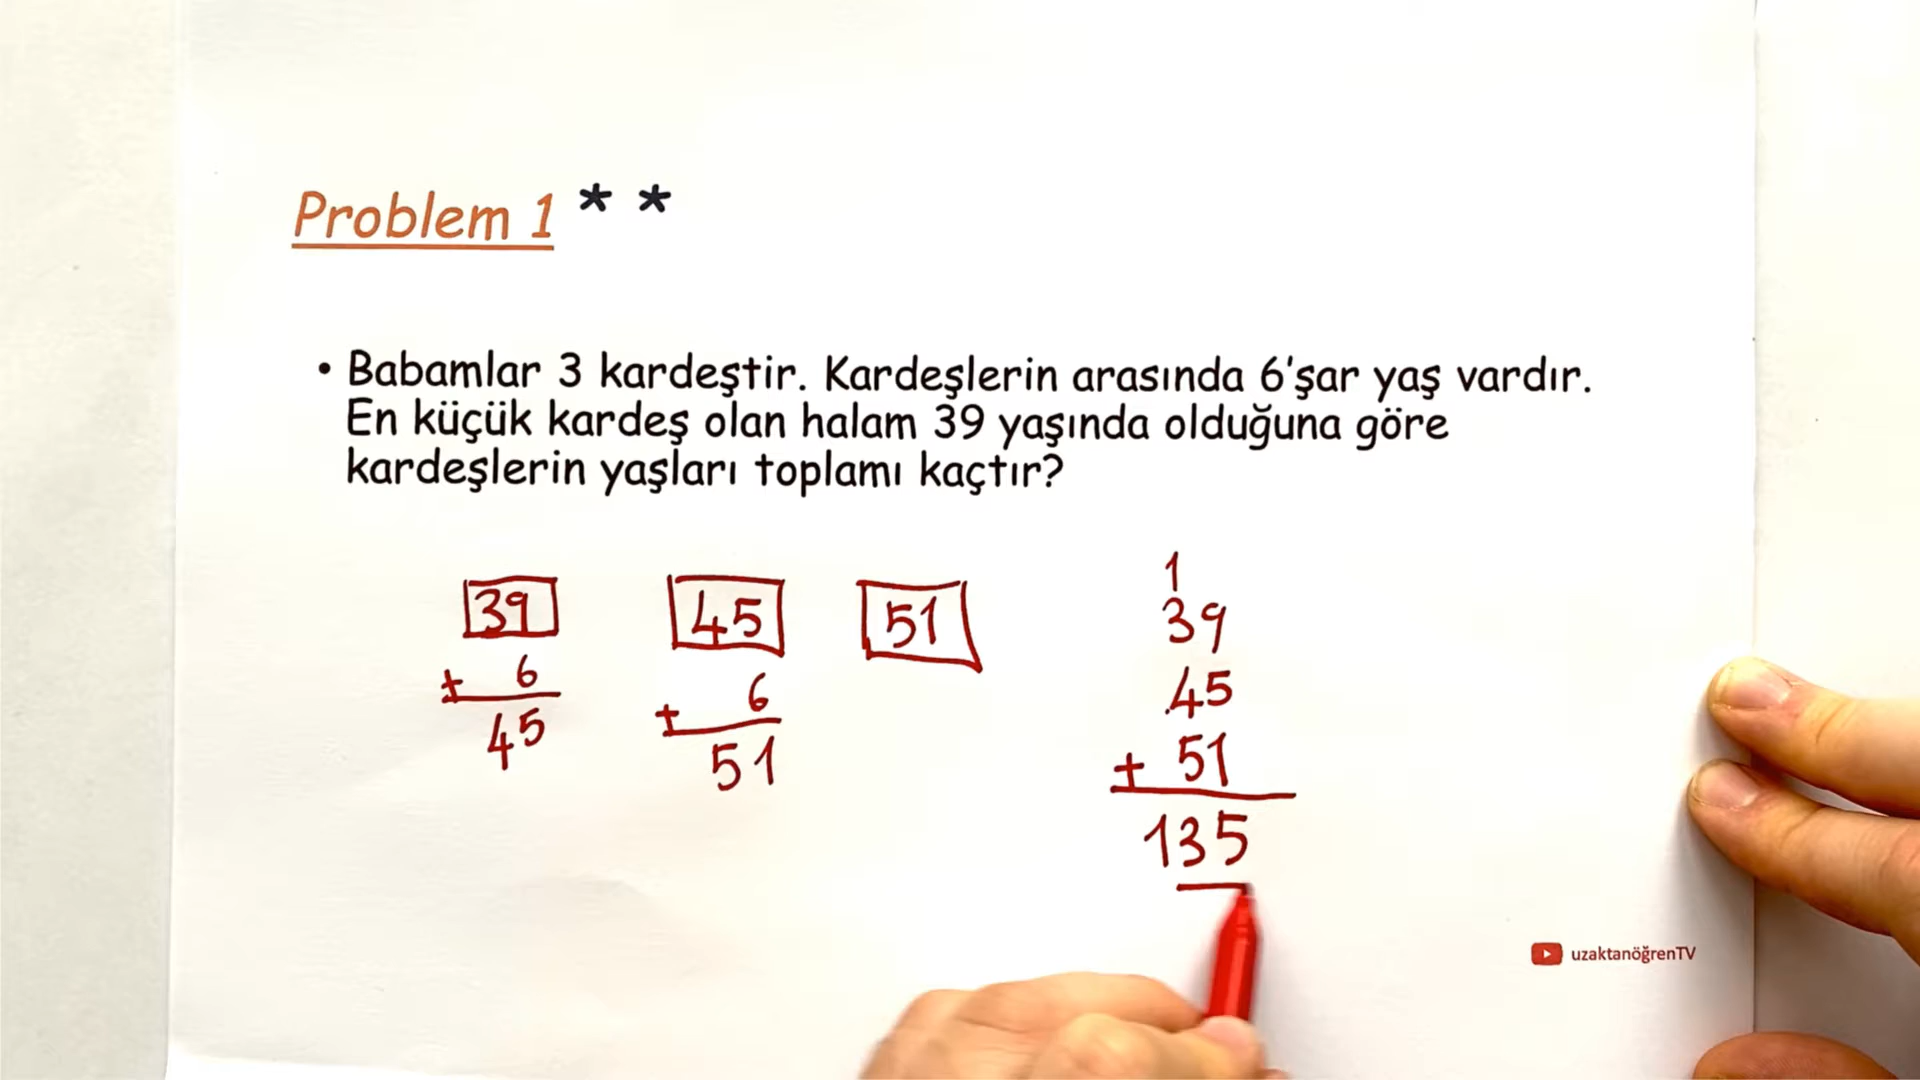 Problem 1 * *
• Babamlar 3 kardeştir. Kardeşlerin arasında 6'şar yaş vardır.
En küçük kardeş olan halam 39 yaşında olduğuna göre
kardeşlerin yaşları toplamı kaçtır?
39
+ 6
45
45
+ 6
51
51
1
39
45
+ 51
135
uzaktanöğrenTV